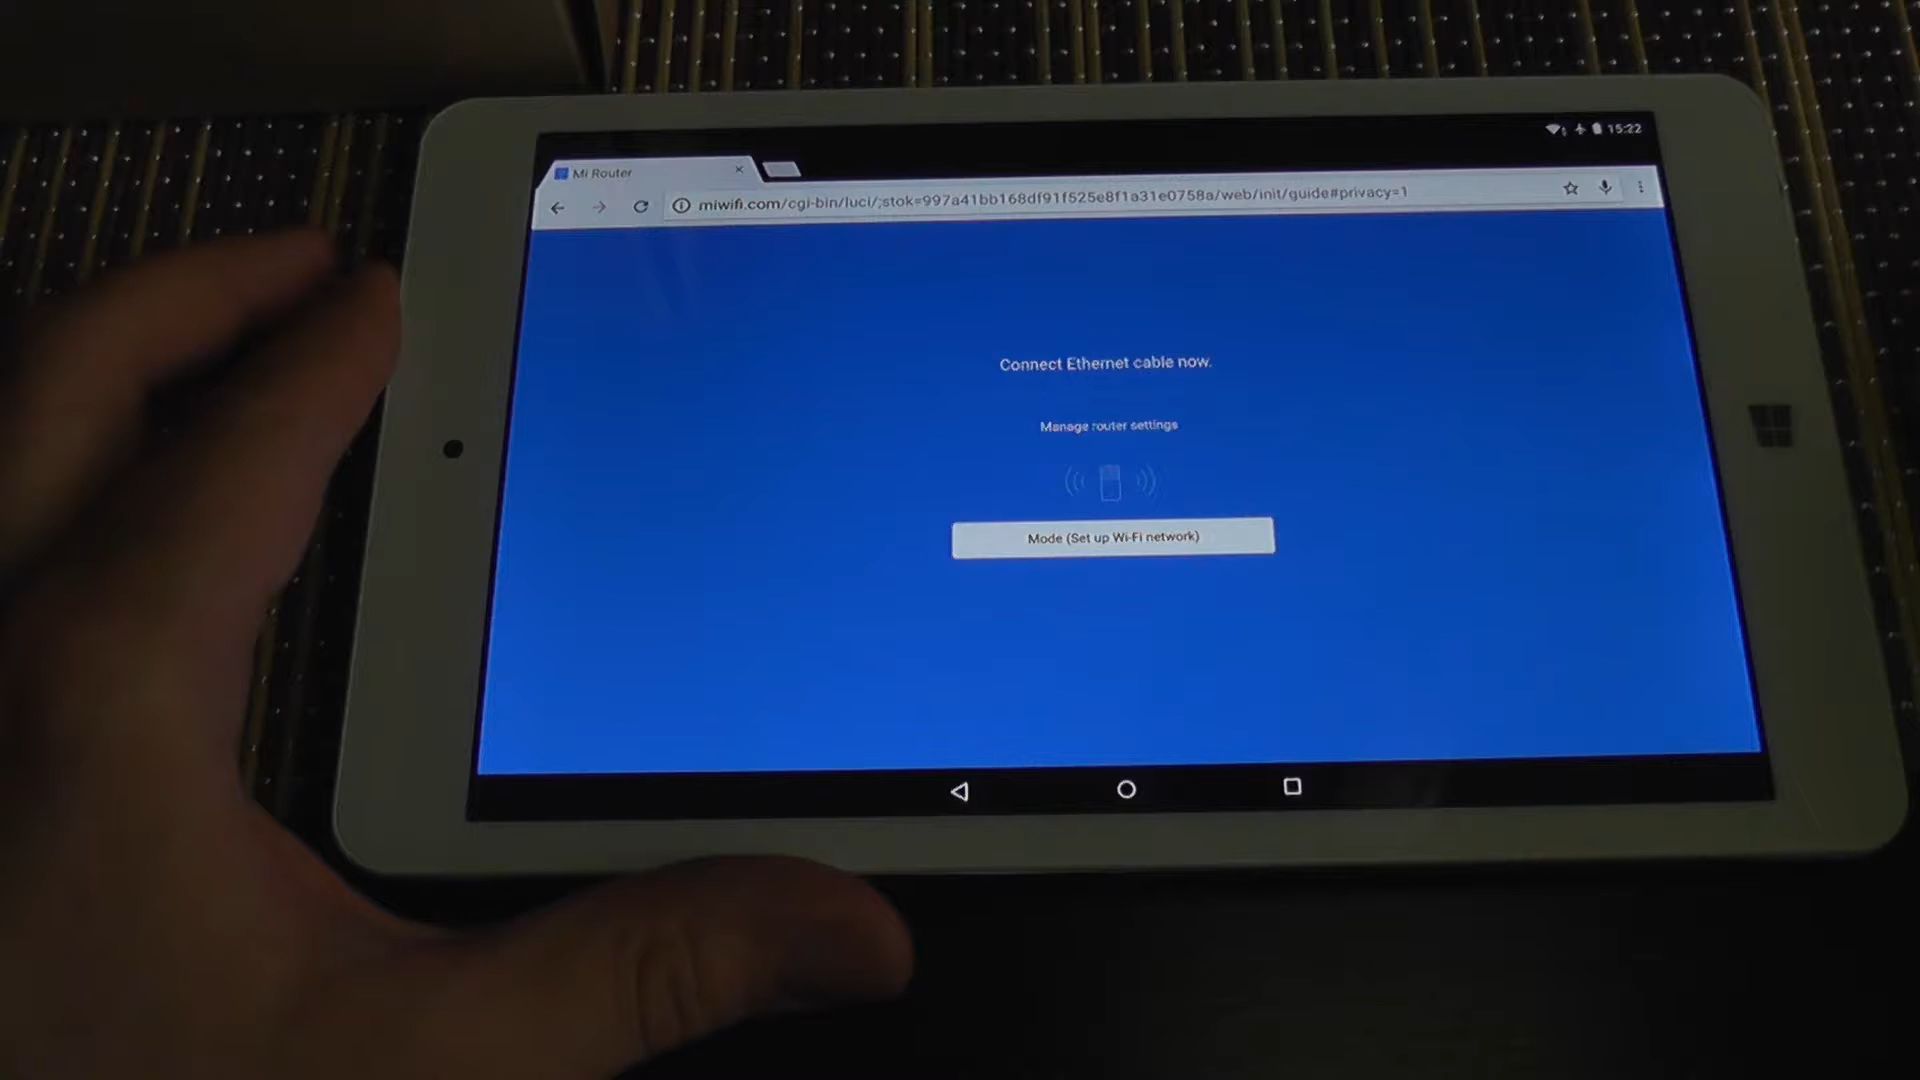 15:22
Mi Router
miwifi.com/cgi-bin/luci/;stok=997a41bb168df91f525e8f1a31e0758a/web/init/guide#privacy=1
Connect Ethernet cable now.
Manage router settings
Mode (Set up Wi-Fi network)